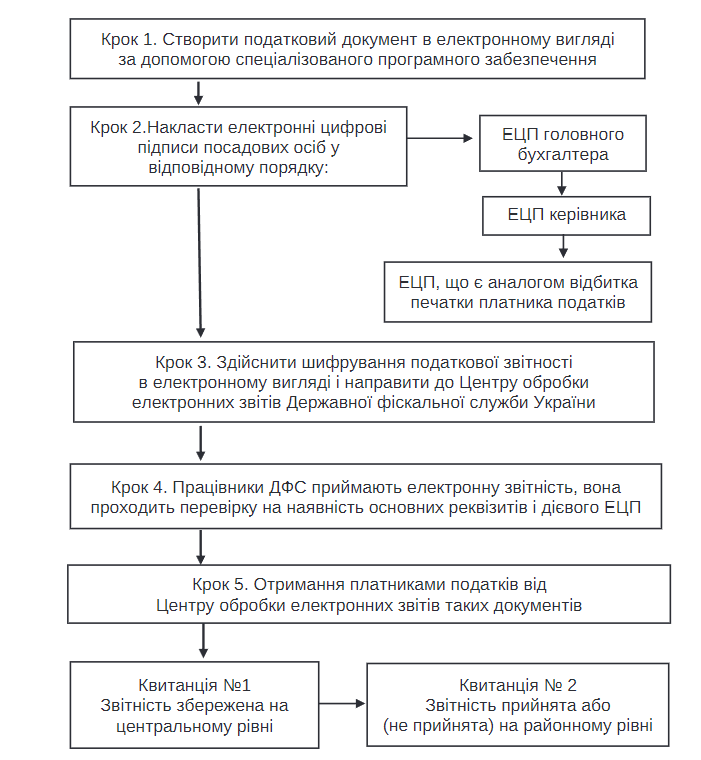 Крок 1. Створити податковий документ в електронному вигляді
за допомогою спеціалізованого програмного забезпечення
Крок 2.Накласти електронні цифрові
підписи посадових осіб у
відповідному порядку:
ЕЦП головного
бухгалтера
ЕЦП керівника
ЕЦП, що є аналогом відбитка
печатки платника податків
Крок 3. Здійснити шифрування податкової звітності
в електронному вигляді і направити до Центру обробки
електронних звітів Державної фіскальної служби України
Крок 4. Працівники ДФС приймають електронну звітність, вона
проходить перевірку на наявність основних реквізитів і дієвого ЕЦП
Крок 5. Отримання платниками податків від
Центру обробки електронних звітів таких документів
Квитанція №1
Звітність збережена на
центральному рівні
Квитанція № 2
Звітність прийнята або
(не прийнята) на районному рівні